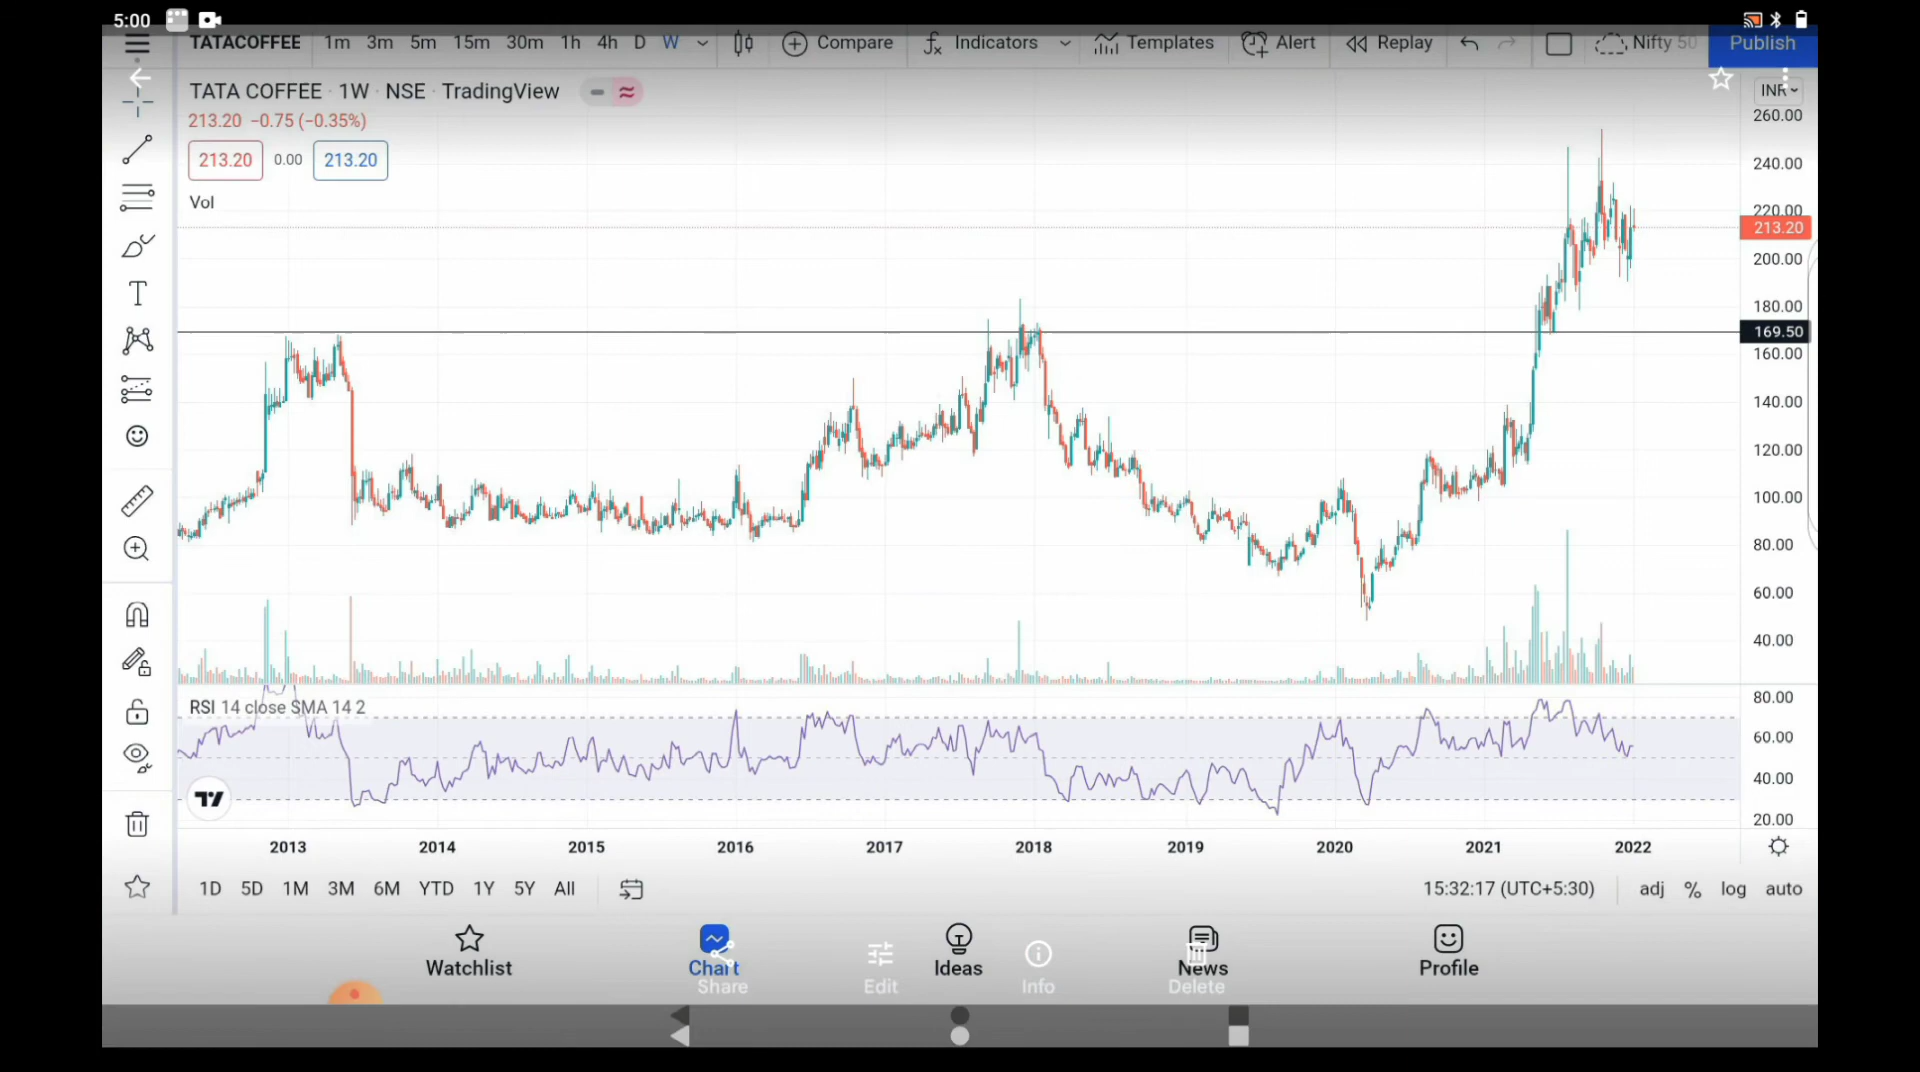 5:00
TATACOFFEE 1m 3m 5m 15m 30m 1h 4h D W Compare Indicators Templates Alert Replay Nifty 50 Publish
TATA COFFEE · 1W · NSE · TradingView
INR
213.20 −0.75 (−0.35%)
213.20 0.00 213.20
Vol
260.00
240.00
220.00
213.20
200.00
180.00
169.50
160.00
140.00
120.00
100.00
80.00
60.00
40.00
RSI 14 close SMA 14 2
80.00
60.00
40.00
20.00
2013 2014 2015 2016 2017 2018 2019 2020 2021 2022
1D 5D 1M 3M 6M YTD 1Y 5Y All 15:32:17 (UTC+5:30) adj % log auto
Watchlist Chart Ideas News Profile
Share Edit Info Delete